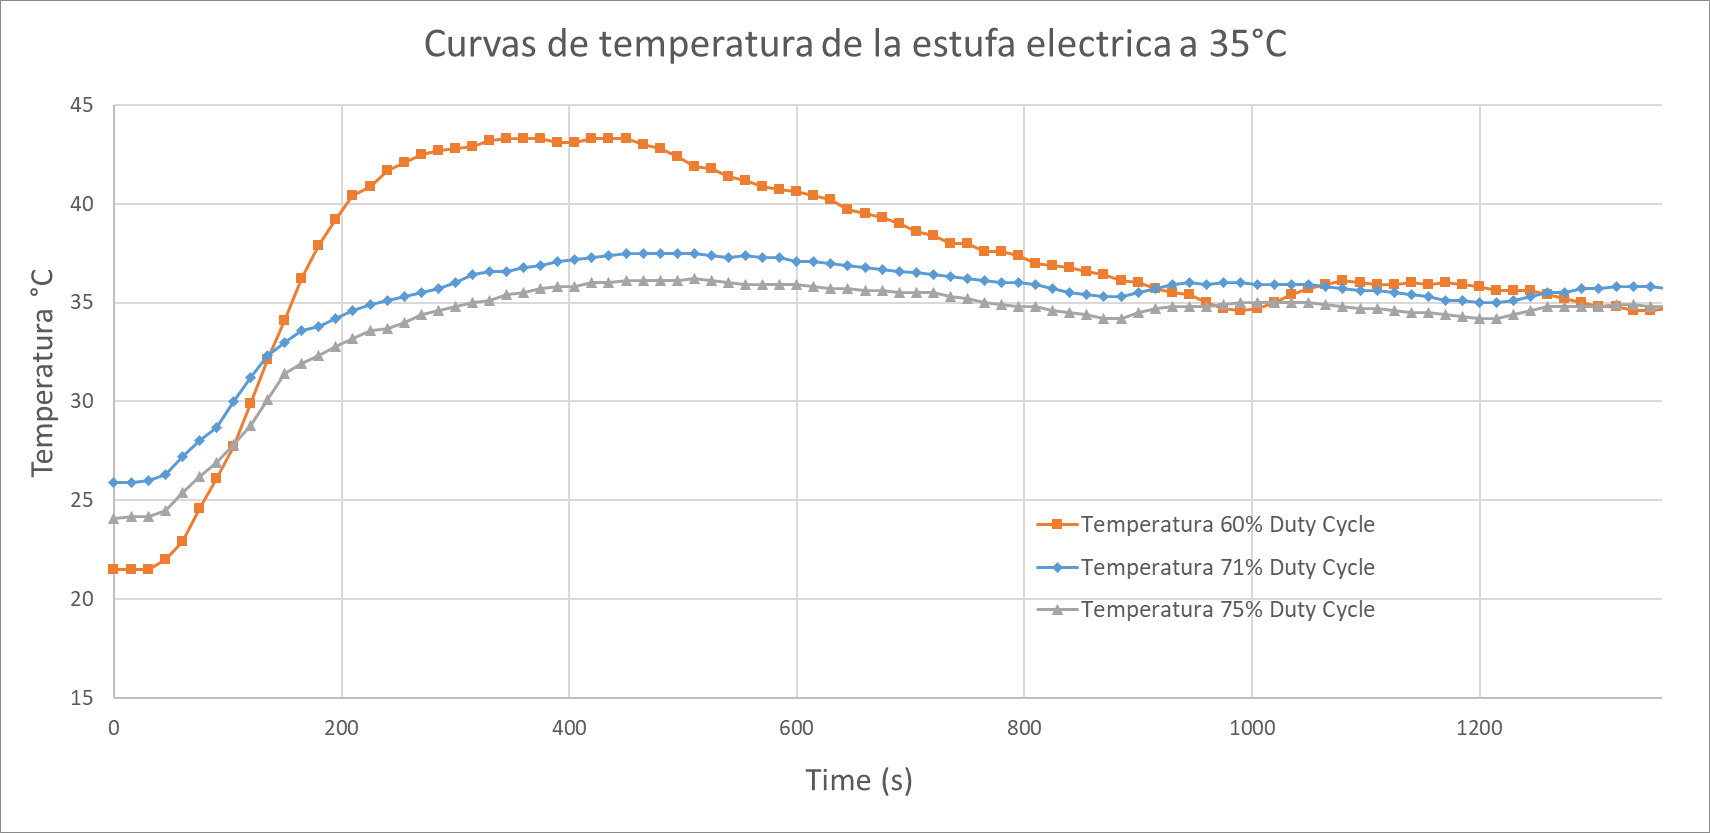 Curvas de temperatura de la estufa electrica a 35°C
Temperatura °C
45
40
35
30
25
20
15
0 200 400 600 800 1000 1200
Time (s)
Temperatura 60% Duty Cycle
Temperatura 71% Duty Cycle
Temperatura 75% Duty Cycle